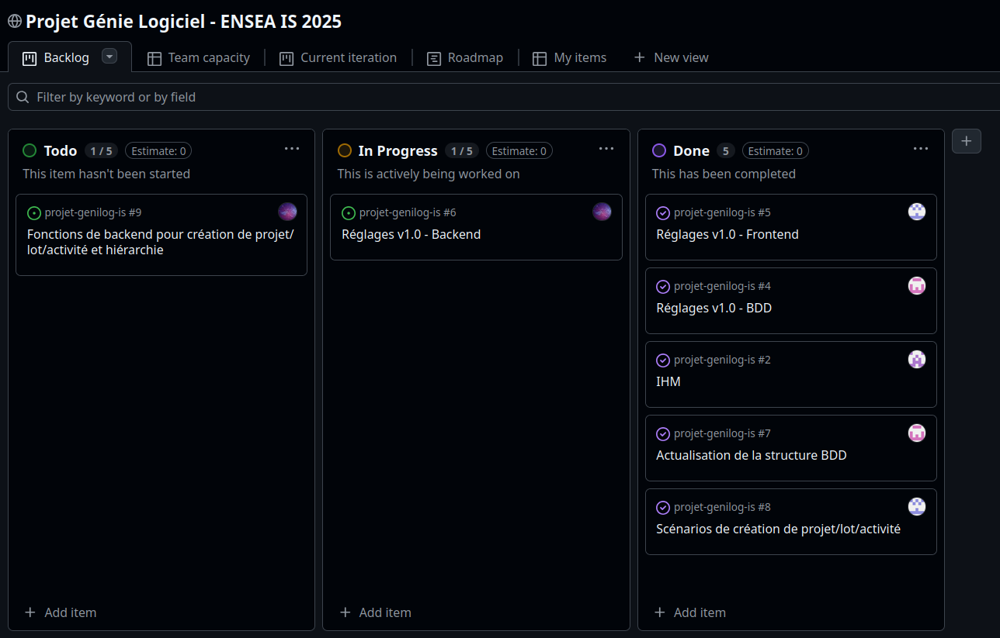 Projet Génie Logiciel - ENSEA IS 2025
Backlog
Team capacity
Current iteration
Roadmap
My items
New view
Filter by keyword or by field
Todo 1 / 5 Estimate: 0
This item hasn't been started
projet-genilog-is #9
Fonctions de backend pour création de projet/
lot/activité et hiérarchie
Add item
In Progress 1 / 5 Estimate: 0
This is actively being worked on
projet-genilog-is #6
Réglages v1.0 - Backend
Add item
Done 5 Estimate: 0
This has been completed
projet-genilog-is #5
Réglages v1.0 - Frontend
projet-genilog-is #4
Réglages v1.0 - BDD
projet-genilog-is #2
IHM
projet-genilog-is #7
Actualisation de la structure BDD
projet-genilog-is #8
Scénarios de création de projet/lot/activité
Add item